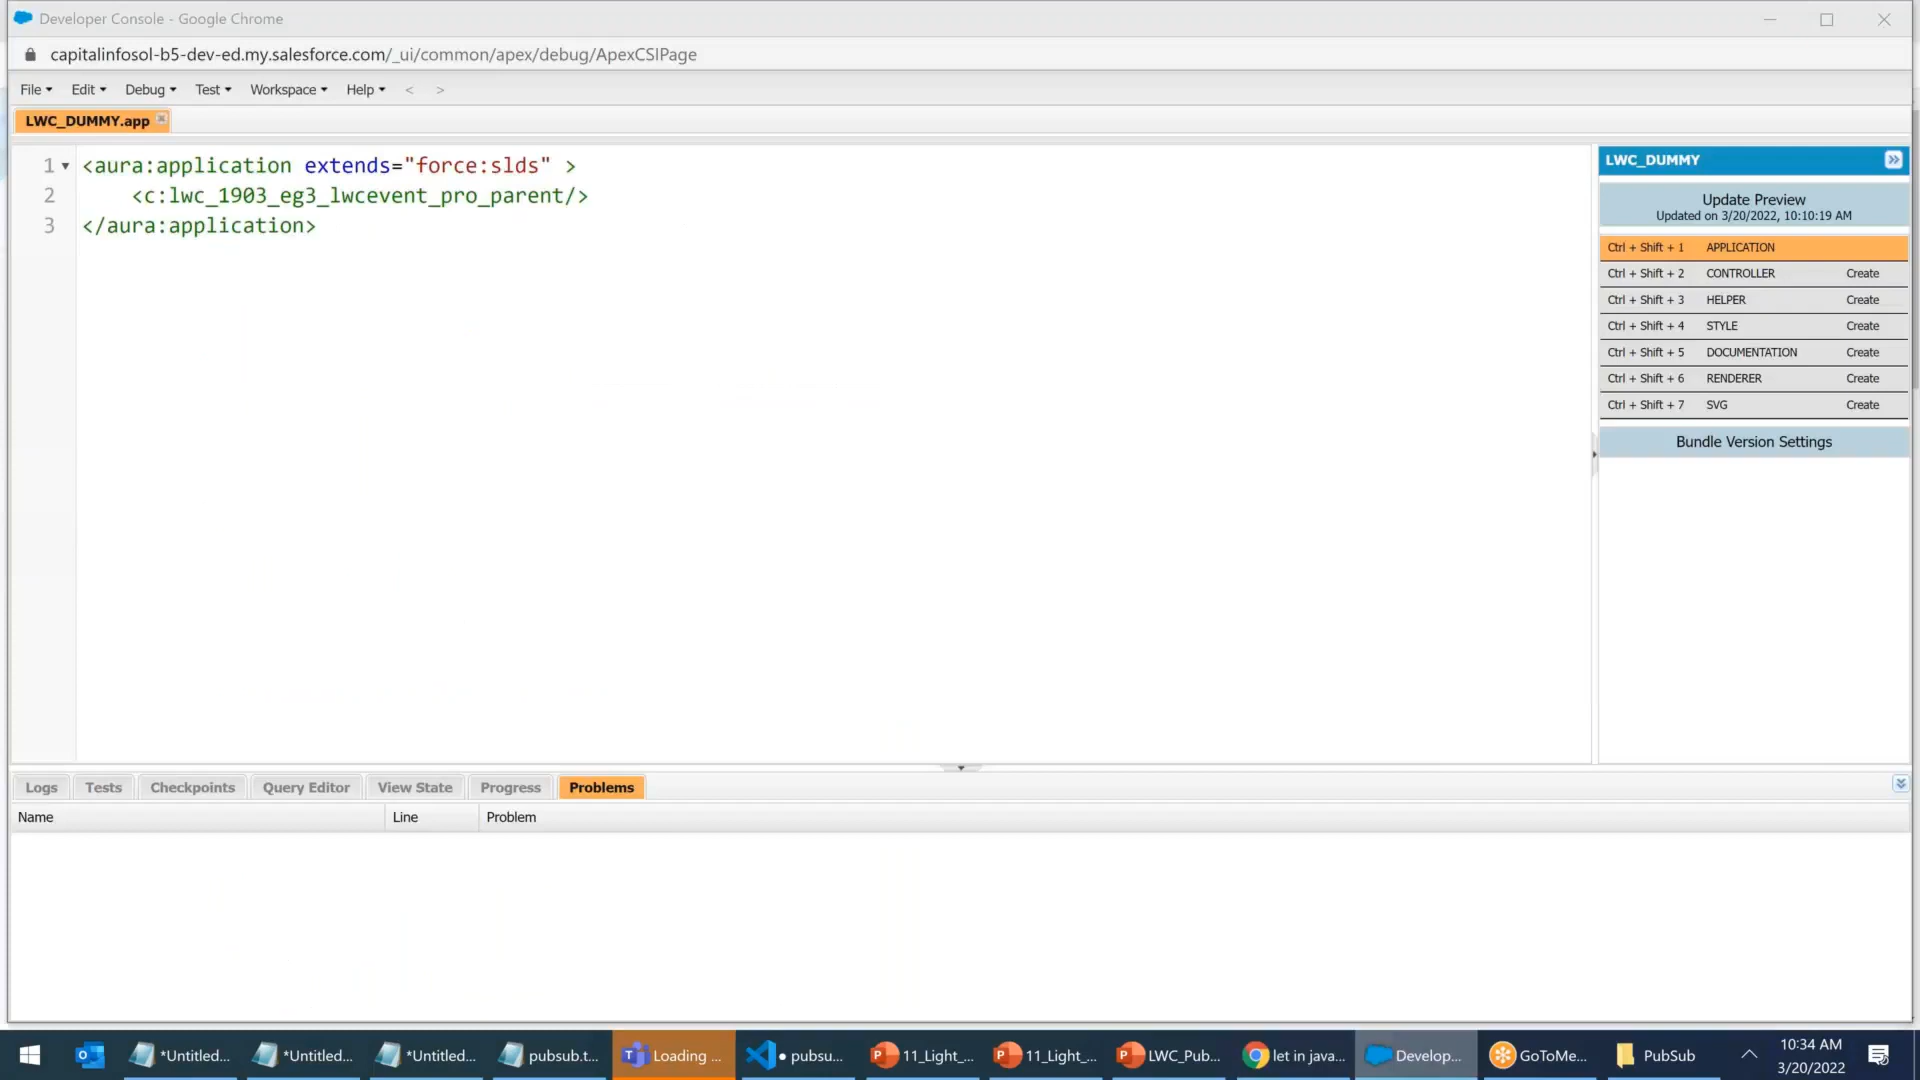 Developer Console - Google Chrome
capitalinfosol-b5-dev-ed.my.salesforce.com/_ui/common/apex/debug/ApexCSIPage
File Edit Debug Test Workspace Help < >
LWC_DUMMY.app
1 <aura:application extends="force:slds" >
2 <c:lwc_1903_eg3_lwcevent_pro_parent/>
3 </aura:application>
LWC_DUMMY
Update Preview
Updated on 3/20/2022, 10:10:19 AM
Ctrl + Shift + 1 APPLICATION
Ctrl + Shift + 2 CONTROLLER Create
Ctrl + Shift + 3 HELPER Create
Ctrl + Shift + 4 STYLE Create
Ctrl + Shift + 5 DOCUMENTATION Create
Ctrl + Shift + 6 RENDERER Create
Ctrl + Shift + 7 SVG Create
Bundle Version Settings
Logs Tests Checkpoints Query Editor View State Progress Problems
Name Line Problem
*Untitled... *Untitled... *Untitled... pubsub.t... Loading ... ● pubsu... 11_Light_... 11_Light_... LWC_Pub... let in java... Develop... GoToMe... PubSub
10:34 AM
3/20/2022